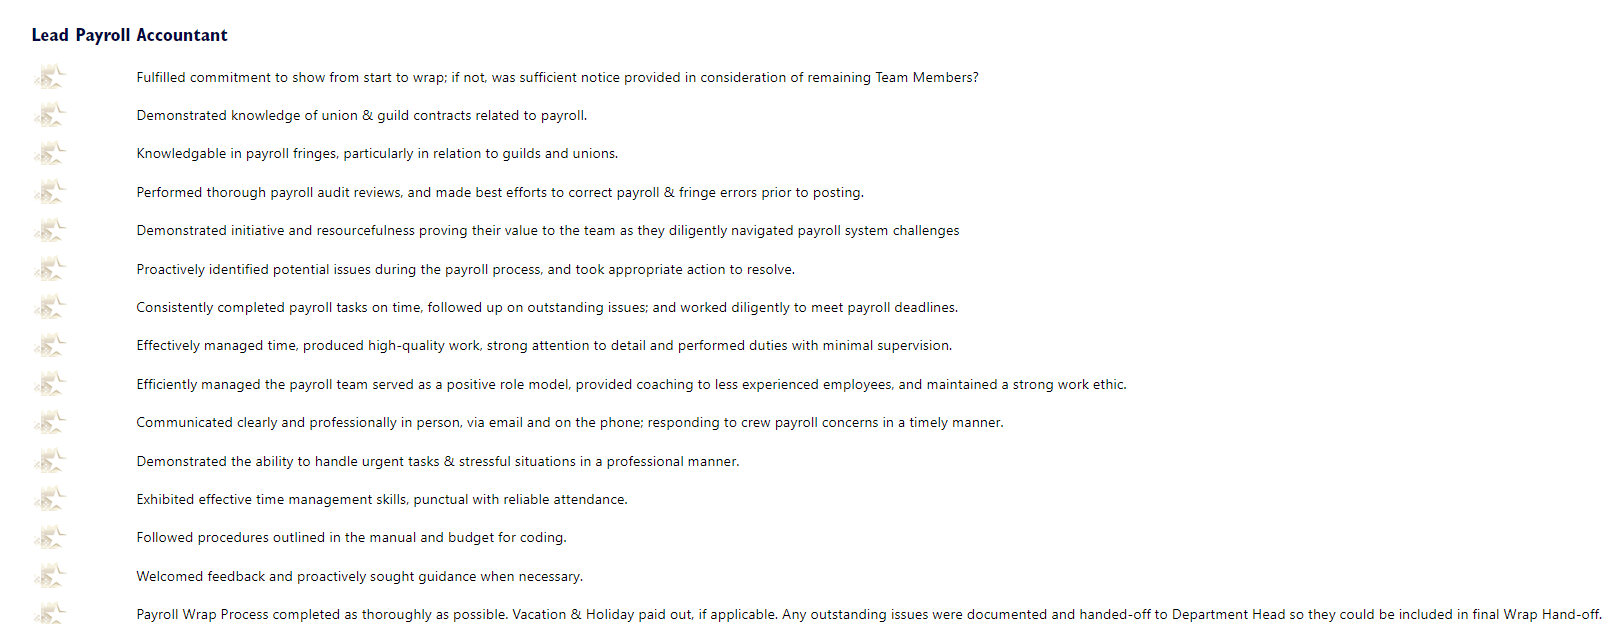 Lead Payroll Accountant
Fulfilled commitment to show from start to wrap; if not, was sufficient notice provided in consideration of remaining Team Members?
Demonstrated knowledge of union & guild contracts related to payroll.
Knowledgable in payroll fringes, particularly in relation to guilds and unions.
Performed thorough payroll audit reviews, and made best efforts to correct payroll & fringe errors prior to posting.
Demonstrated initiative and resourcefulness proving their value to the team as they diligently navigated payroll system challenges
Proactively identified potential issues during the payroll process, and took appropriate action to resolve.
Consistently completed payroll tasks on time, followed up on outstanding issues; and worked diligently to meet payroll deadlines.
Effectively managed time, produced high-quality work, strong attention to detail and performed duties with minimal supervision.
Efficiently managed the payroll team served as a positive role model, provided coaching to less experienced employees, and maintained a strong work ethic.
Communicated clearly and professionally in person, via email and on the phone; responding to crew payroll concerns in a timely manner.
Demonstrated the ability to handle urgent tasks & stressful situations in a professional manner.
Exhibited effective time management skills, punctual with reliable attendance.
Followed procedures outlined in the manual and budget for coding.
Welcomed feedback and proactively sought guidance when necessary.
Payroll Wrap Process completed as thoroughly as possible. Vacation & Holiday paid out, if applicable. Any outstanding issues were documented and handed-off to Department Head so they could be included in final Wrap Hand-off.